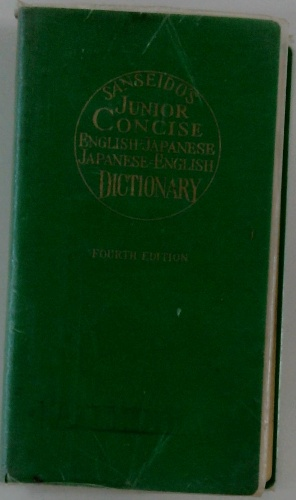 SANSEIDO'S
JUNIOR
CONCISE
ENGLISH-JAPANESE
JAPANESE-ENGLISH
DICTIONARY
FOURTH EDITION